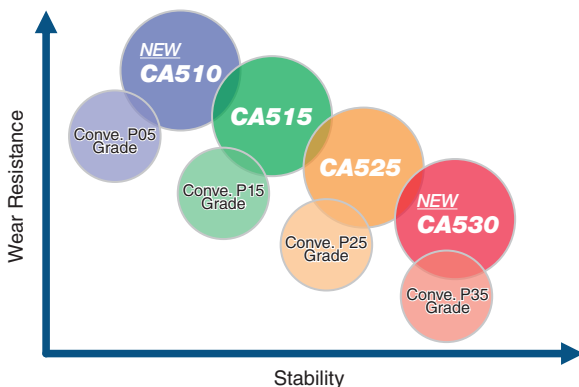 NEW
CA510
Conve. P05
Grade
CA515
Conve. P15
Grade
CA525
Conve. P25
Grade
NEW
CA530
Conve. P35
Grade
Wear Resistance
Stability